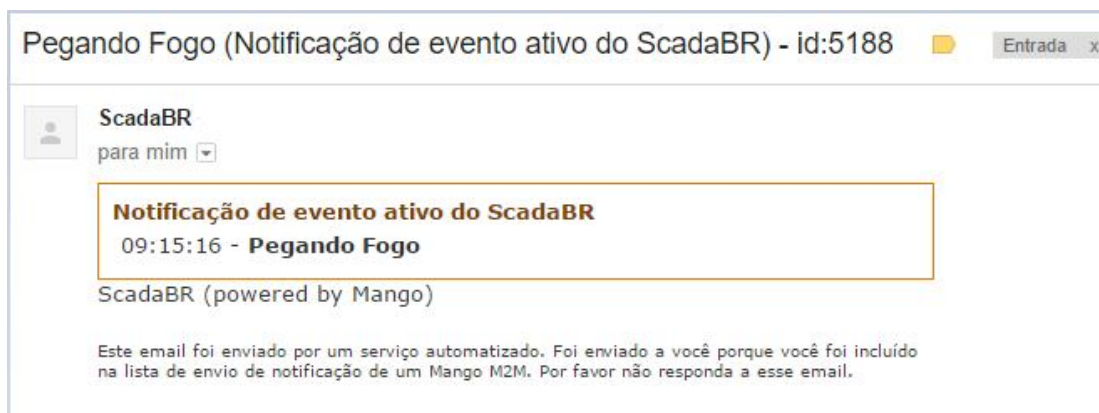 Pegando Fogo (Notificação de evento ativo do ScadaBR) - id:5188 Entrada x
ScadaBR
para mim
Notificação de evento ativo do ScadaBR
09:15:16 - Pegando Fogo
ScadaBR (powered by Mango)
Este email foi enviado por um serviço automatizado. Foi enviado a você porque você foi incluído
na lista de envio de notificação de um Mango M2M. Por favor não responda a esse email.